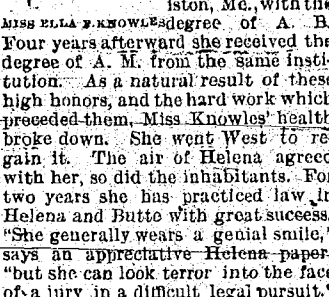 iston, Me., with the
MISS ELLA F. KNOWLES degree of A. B.
Four years afterward she received the
degree of A. M. from the same insti-
tution. As a natural result of these
high honors, and the hard work which
preceded them, Miss Knowles' health
broke down. She went West to re-
gain it. The air of Helena agreed
with her, so did the inhabitants. For
two years she has practiced law in
Helena and Butte with great success.
"She generally wears a genial smile,"
says an appreciative Helena paper
"but she can look terror into the face
of a jury in a difficult legal pursuit.